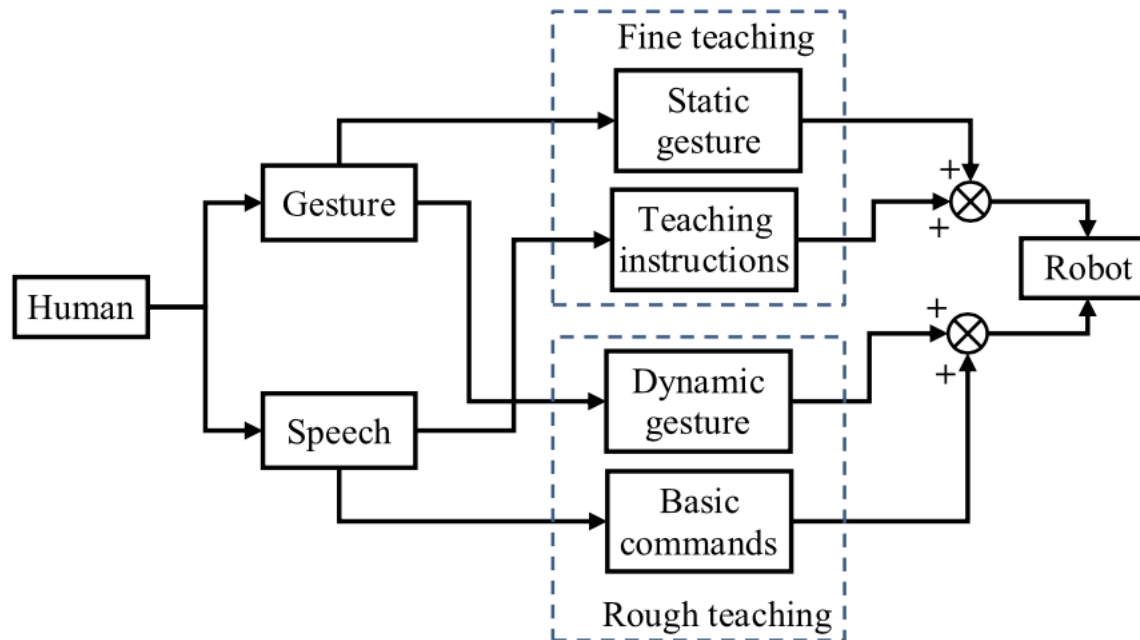 Fine teaching
Static
gesture
+
Gesture
Teaching
instructions
+
Human
Robot
+
Dynamic
gesture
+
Speech
Basic
commands
Rough teaching